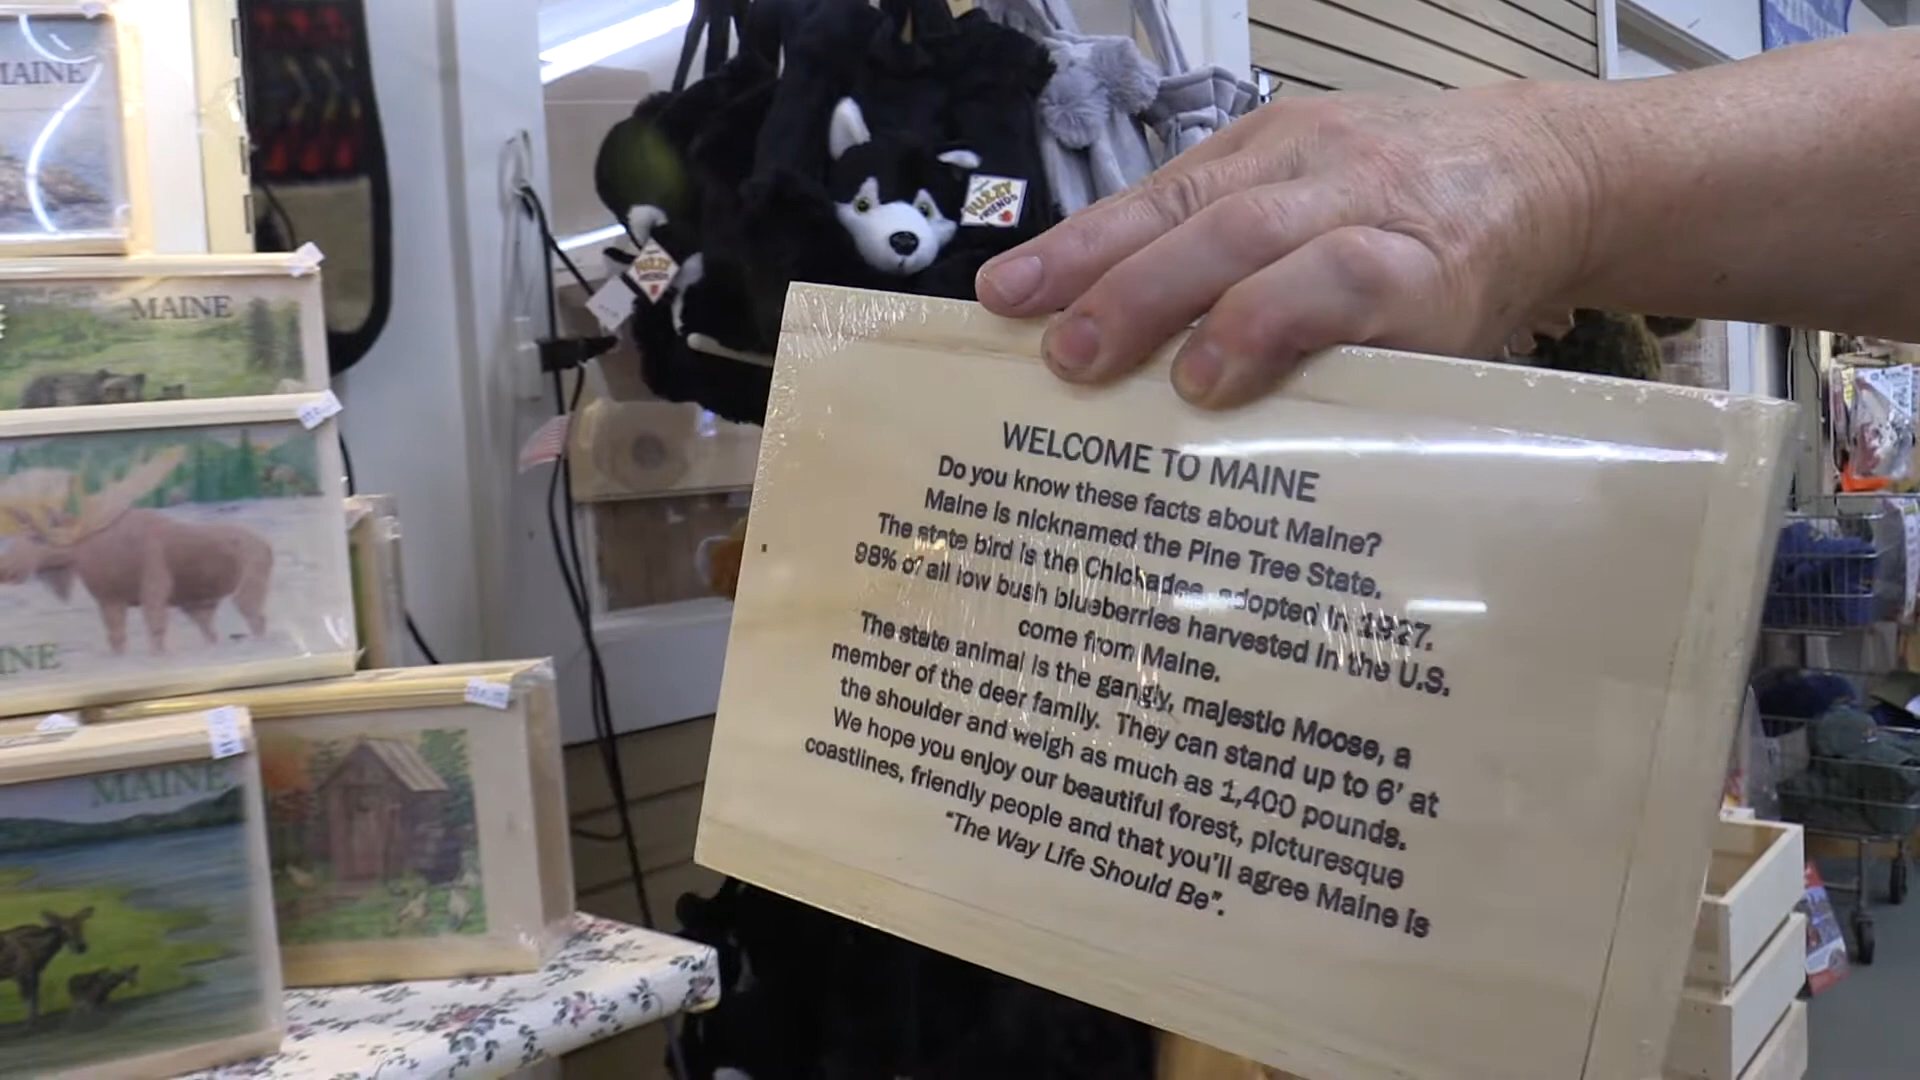 MAINE
MAINE
MAINE
FUZZY
FRIENDS
FUZZY
FRIENDS
WELCOME TO MAINE
Do you know these facts about Maine?
Maine is nicknamed the Pine Tree State.
The state bird is the Chickadee, adopted in 1927.
98% of all low bush blueberries harvested in the U.S.
come from Maine.
The state animal is the gangly, majestic Moose, a
member of the deer family. They can stand up to 6' at
the shoulder and weigh as much as 1,400 pounds.
We hope you enjoy our beautiful forest, picturesque
coastlines, friendly people and that you'll agree Maine is
"The Way Life Should Be".